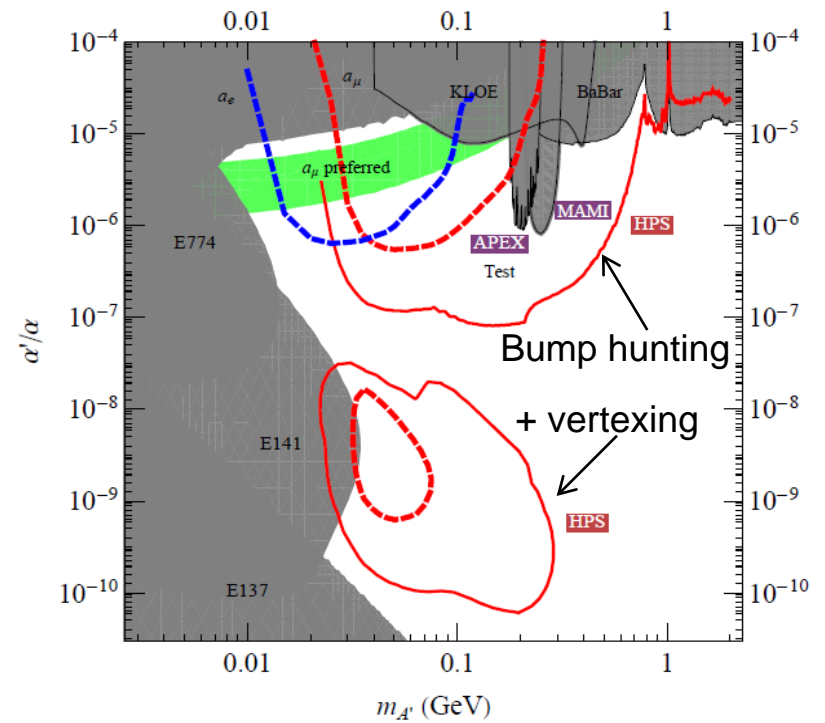 0.01 0.1 1
10⁻⁴ 10⁻⁴
a_e a_μ KLOE BaBar
10⁻⁵ 10⁻⁵
a_μ preferred
10⁻⁶ MAMI HPS 10⁻⁶
E774 APEX
Test
10⁻⁷ 10⁻⁷
Bump hunting
α'/α
10⁻⁸ 10⁻⁸
+ vertexing
E141
10⁻⁹ 10⁻⁹
HPS
10⁻¹⁰ E137 10⁻¹⁰
0.01 0.1 1
m_A' (GeV)